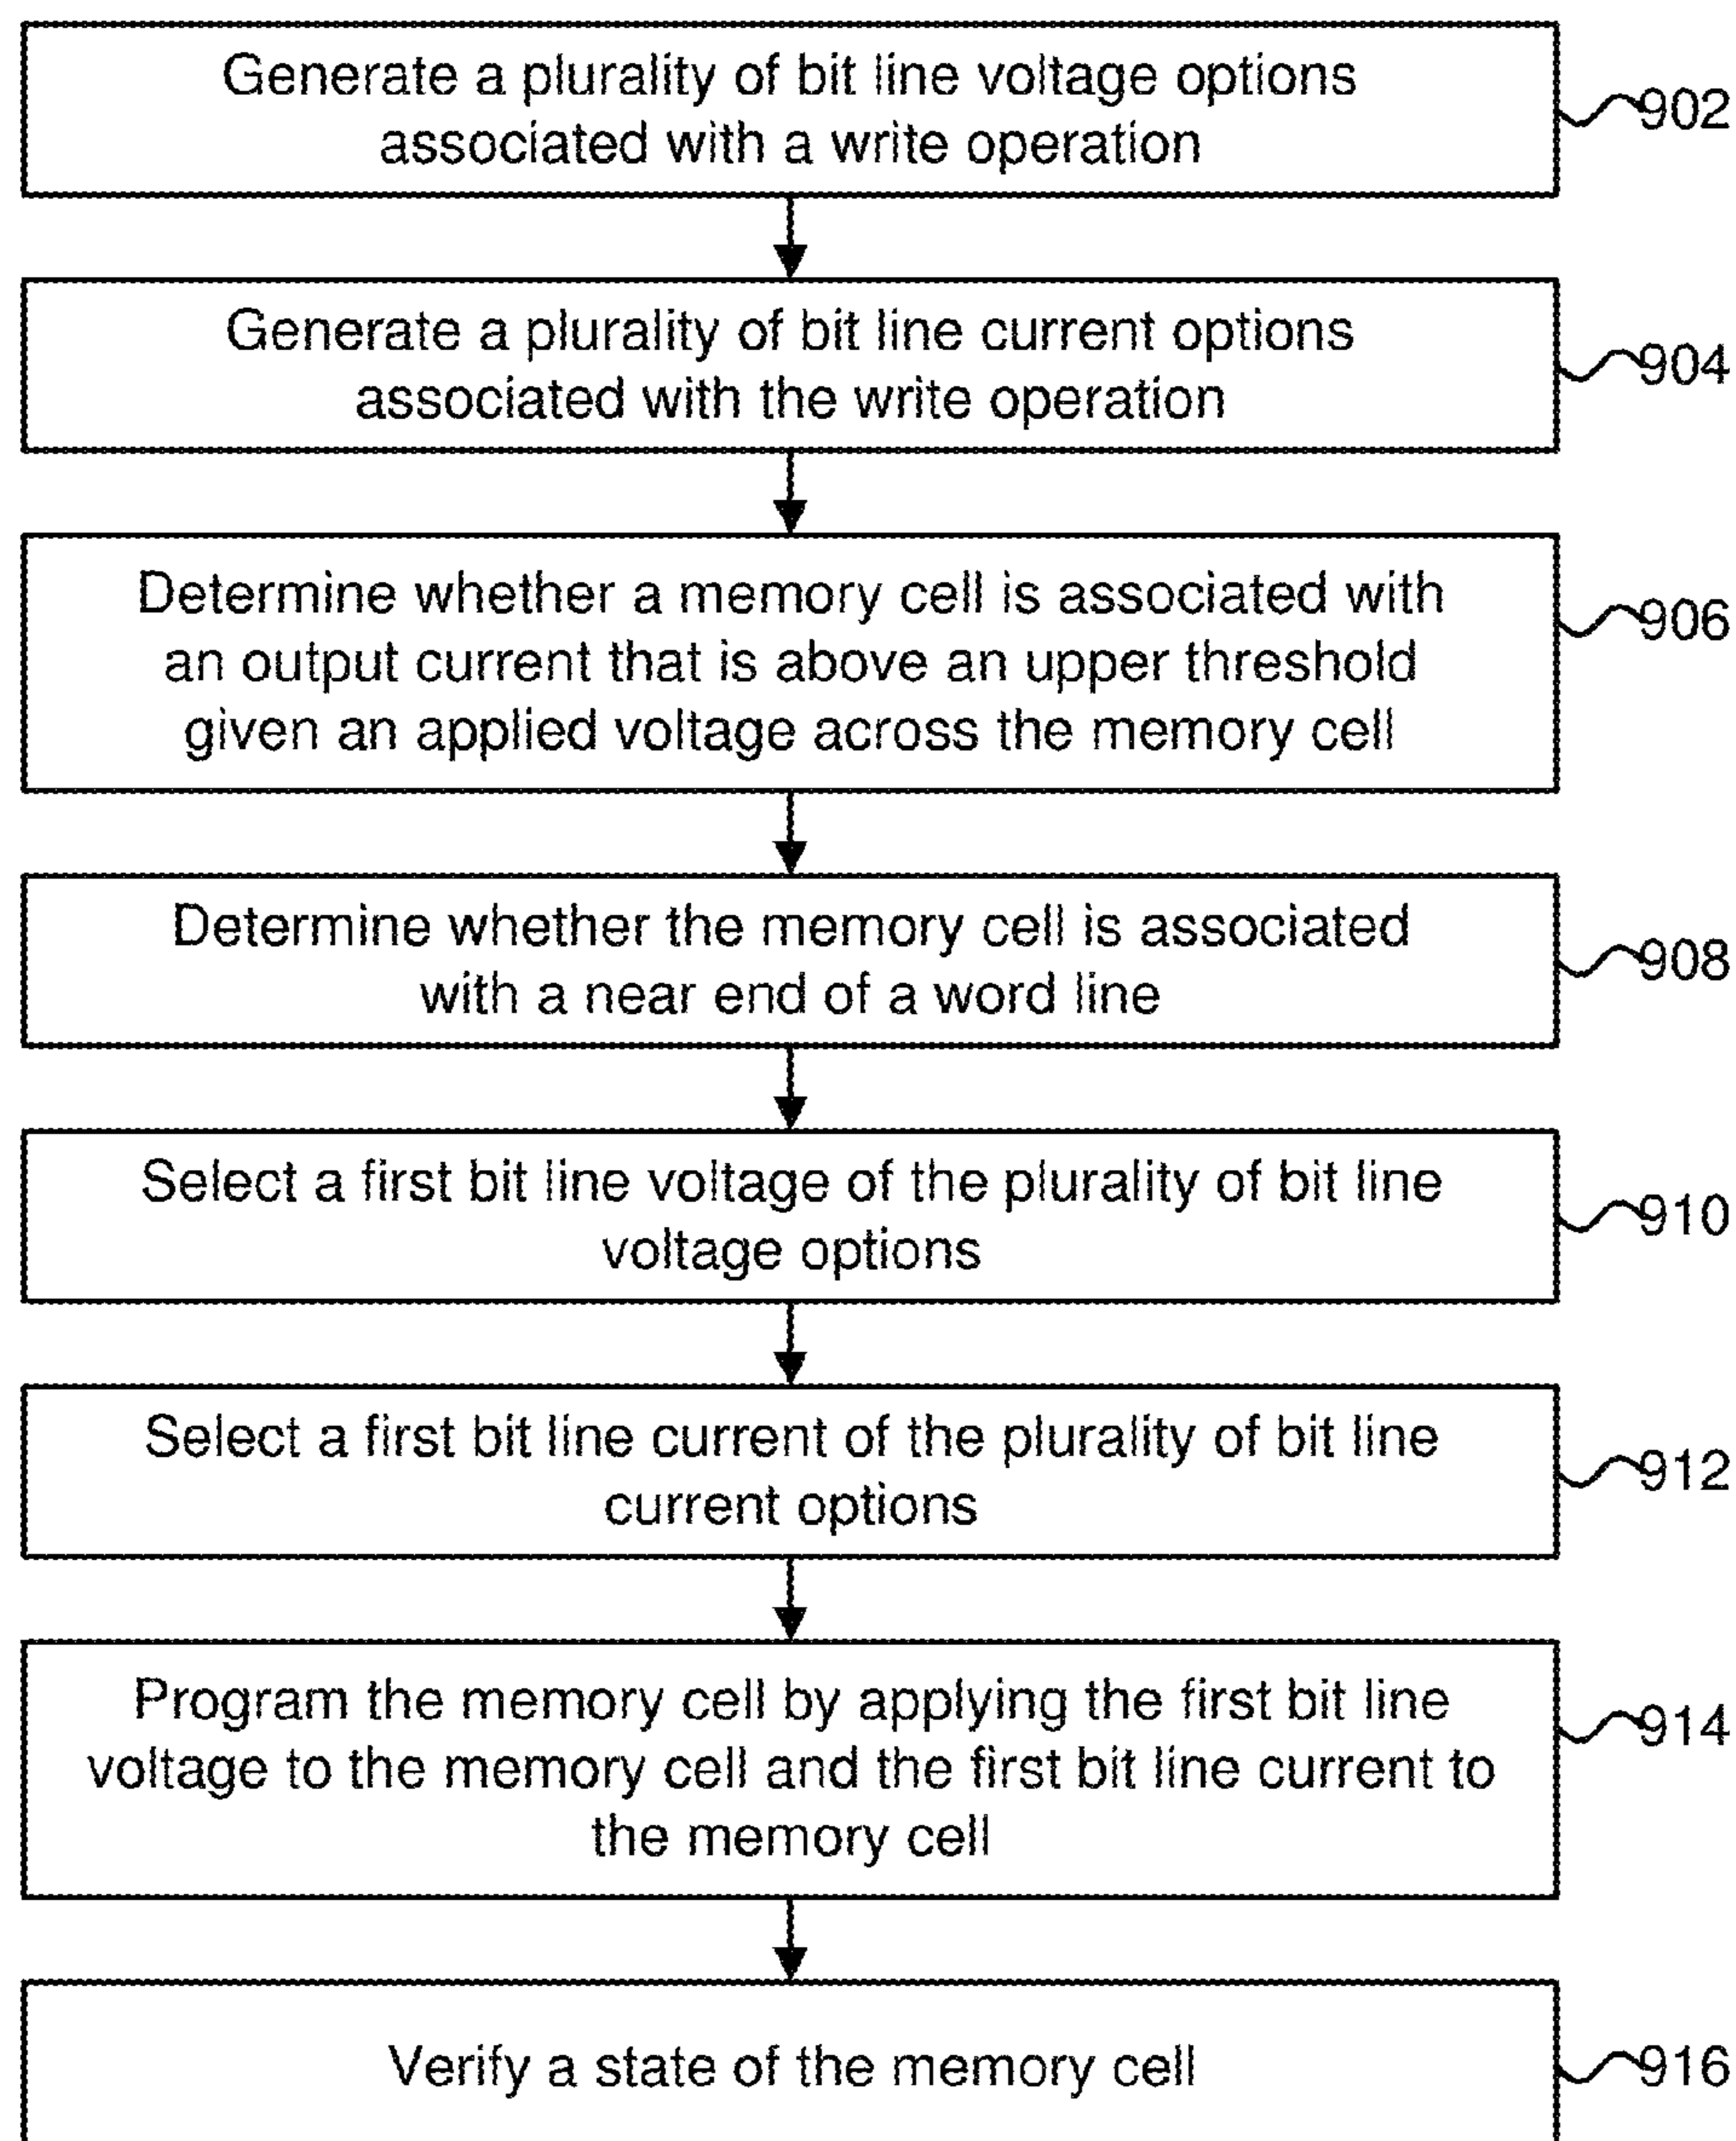 Generate a plurality of bit line voltage options
associated with a write operation
902
Generate a plurality of bit line current options
associated with the write operation
904
Determine whether a memory cell is associated with
an output current that is above an upper threshold
given an applied voltage across the memory cell
906
Determine whether the memory cell is associated
with a near end of a word line
908
Select a first bit line voltage of the plurality of bit line
voltage options
910
Select a first bit line current of the plurality of bit line
current options
912
Program the memory cell by applying the first bit line
voltage to the memory cell and the first bit line current to
the memory cell
914
Verify a state of the memory cell
916